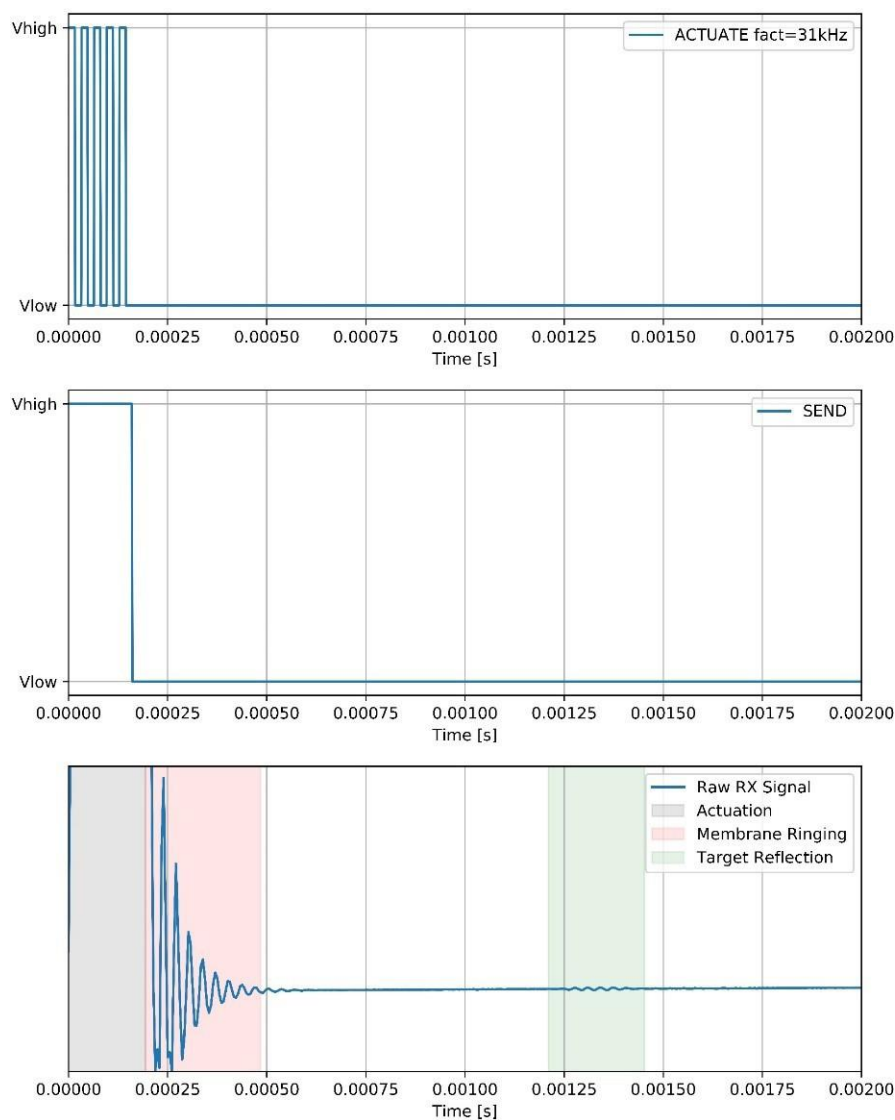 Vhigh
ACTUATE fact=31kHz
Vlow
0.00000 0.00025 0.00050 0.00075 0.00100 0.00125 0.00150 0.00175 0.00200
Time [s]
Vhigh
SEND
Vlow
0.00000 0.00025 0.00050 0.00075 0.00100 0.00125 0.00150 0.00175 0.00200
Time [s]
Raw RX Signal
Actuation
Membrane Ringing
Target Reflection
0.00000 0.00025 0.00050 0.00075 0.00100 0.00125 0.00150 0.00175 0.00200
Time [s]